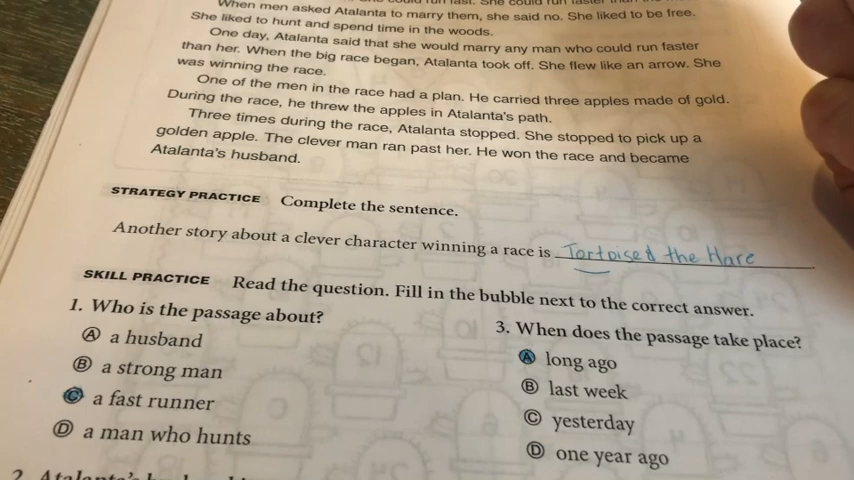 When men asked Atalanta to marry them, she said no. She liked to be free.
She liked to hunt and spend time in the woods.
One day, Atalanta said that she would marry any man who could run faster
than her. When the big race began, Atalanta took off. She flew like an arrow. She
was winning the race.
One of the men in the race had a plan. He carried three apples made of gold.
During the race, he threw the apples in Atalanta's path.
Three times during the race, Atalanta stopped. She stopped to pick up a
golden apple. The clever man ran past her. He won the race and became
Atalanta's husband.
STRATEGY PRACTICE Complete the sentence.
Another story about a clever character winning a race is Tortoise & the Hare
SKILL PRACTICE Read the question. Fill in the bubble next to the correct answer.
1. Who is the passage about?
A a husband
B a strong man
C a fast runner
D a man who hunts
3. When does the passage take place?
A long ago
B last week
C yesterday
D one year ago
2. Atalanta's